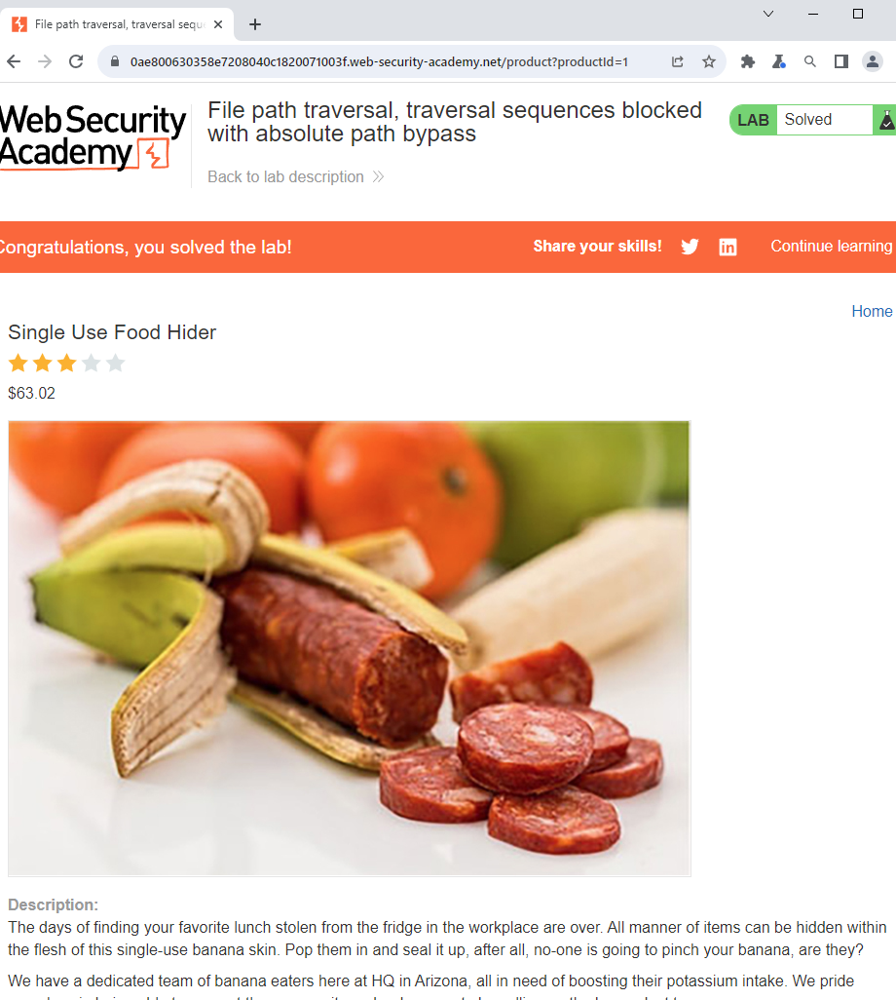 File path traversal, traversal sequ
0ae800630358e7208040c1820071003f.web-security-academy.net/product?productId=1
Web Security
Academy
File path traversal, traversal sequences blocked
with absolute path bypass
LAB Solved
Back to lab description
Congratulations, you solved the lab!
Share your skills!
in
Continue learning
Home
Single Use Food Hider
$63.02
Description:
The days of finding your favorite lunch stolen from the fridge in the workplace are over. All manner of items can be hidden within
the flesh of this single-use banana skin. Pop them in and seal it up, after all, no-one is going to pinch your banana, are they?
We have a dedicated team of banana eaters here at HQ in Arizona, all in need of boosting their potassium intake. We pride